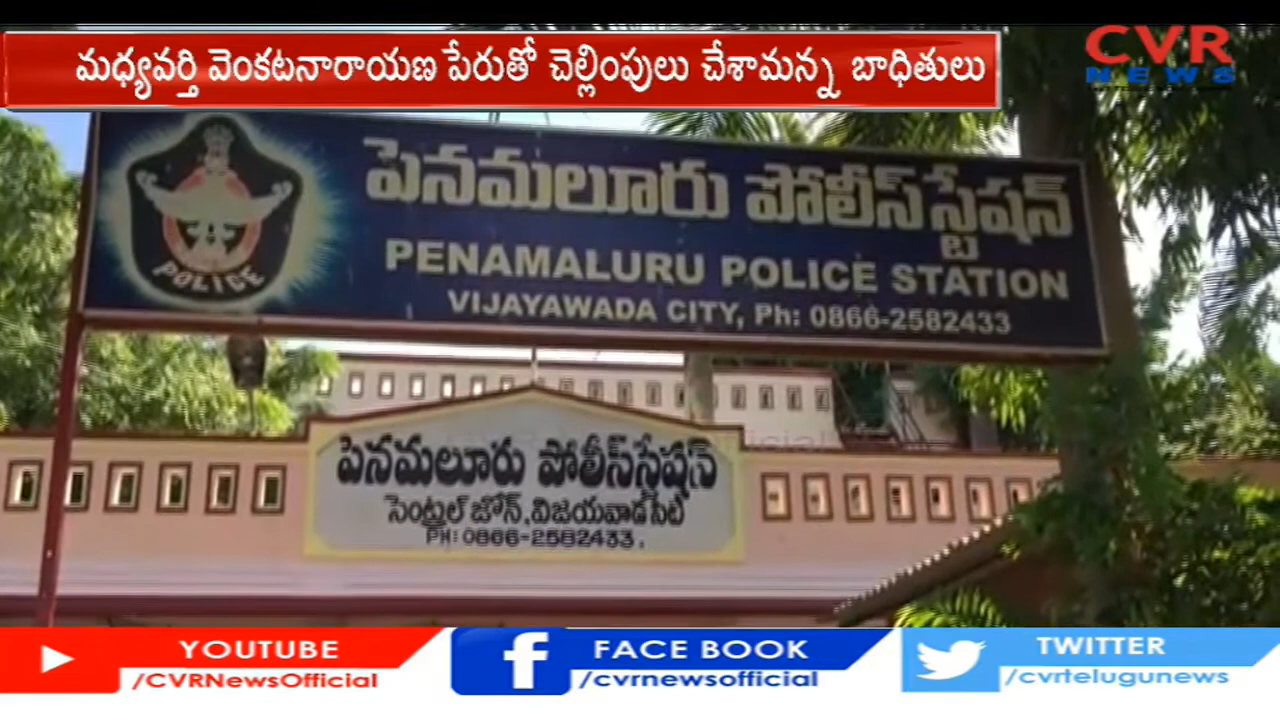 మధ్యవర్తి వెంకటనారాయణ పేరుతో చెల్లింపులు చేశామన్న బాధితులు
CVR
NEWS
పెనమలూరు పోలీస్ స్టేషన్
PENAMALURU POLICE STATION
VIJAYAWADA CITY, Ph: 0866-2582433
POLICE
పెనమలూరు పోలీస్ స్టేషన్
సెంట్రల్ జోన్, విజయవాడ సిటీ
PH: 0866-2582433.
YOUTUBE
/CVRNewsOfficial
FACE BOOK
/cvrnewsofficial
TWITTER
/cvrtelugunews